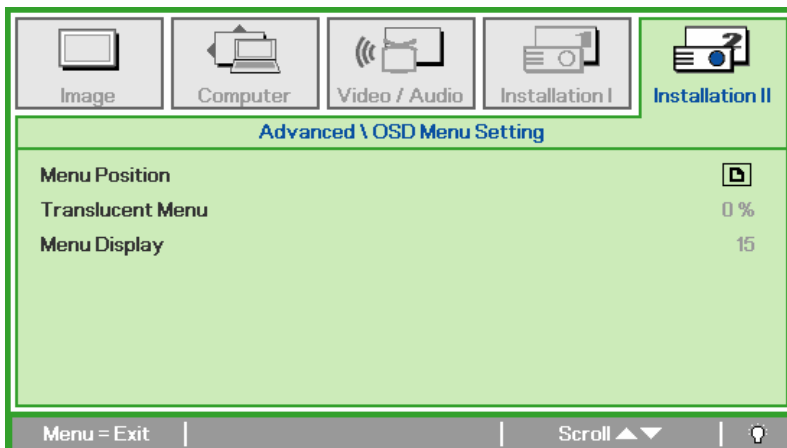 Image Computer Video / Audio Installation I Installation II
Advanced \ OSD Menu Setting
Menu Position
Translucent Menu 0 %
Menu Display 15
Menu = Exit Scroll ▲▼